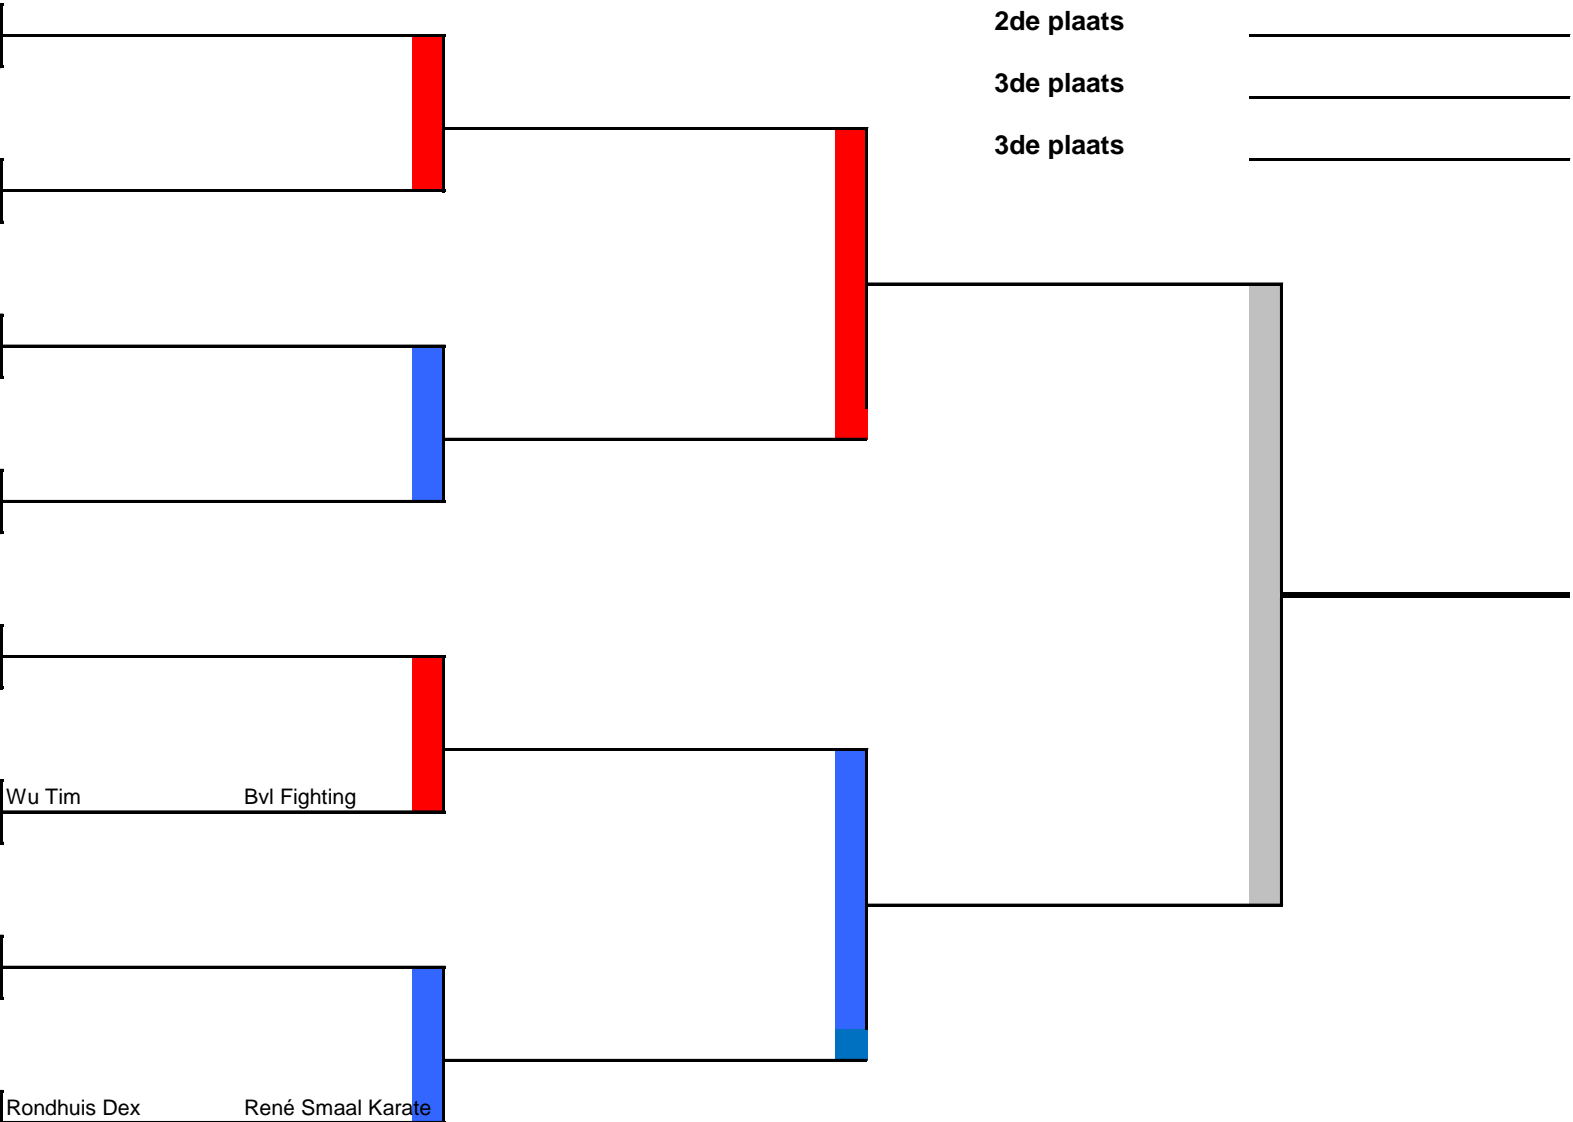 2de plaats
3de plaats
3de plaats
Wu Tim Bvl Fighting
Rondhuis Dex René Smaal Karate